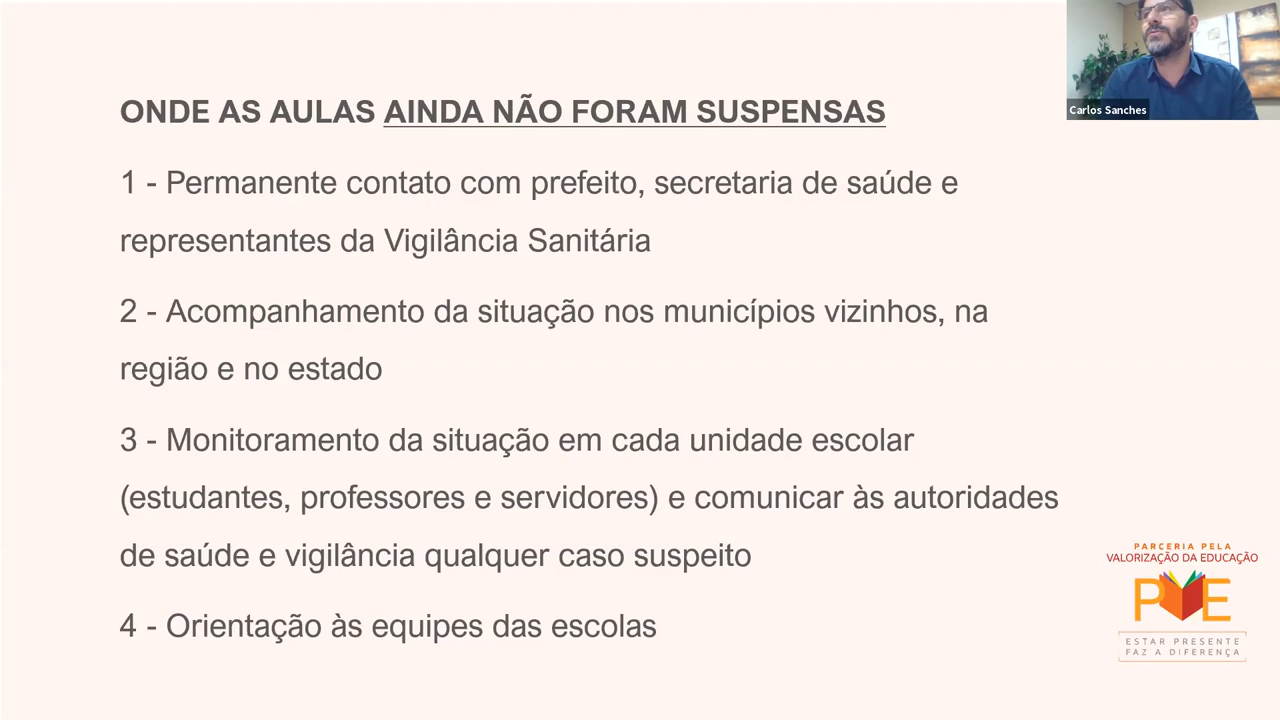 Carlos Sanches
ONDE AS AULAS AINDA NÃO FORAM SUSPENSAS
1 - Permanente contato com prefeito, secretaria de saúde e
representantes da Vigilância Sanitária
2 - Acompanhamento da situação nos municípios vizinhos, na
região e no estado
3 - Monitoramento da situação em cada unidade escolar
(estudantes, professores e servidores) e comunicar às autoridades
de saúde e vigilância qualquer caso suspeito
4 - Orientação às equipes das escolas
PARCERIA PELA
VALORIZAÇÃO DA EDUCAÇÃO
PVE
ESTAR PRESENTE
FAZ A DIFERENÇA